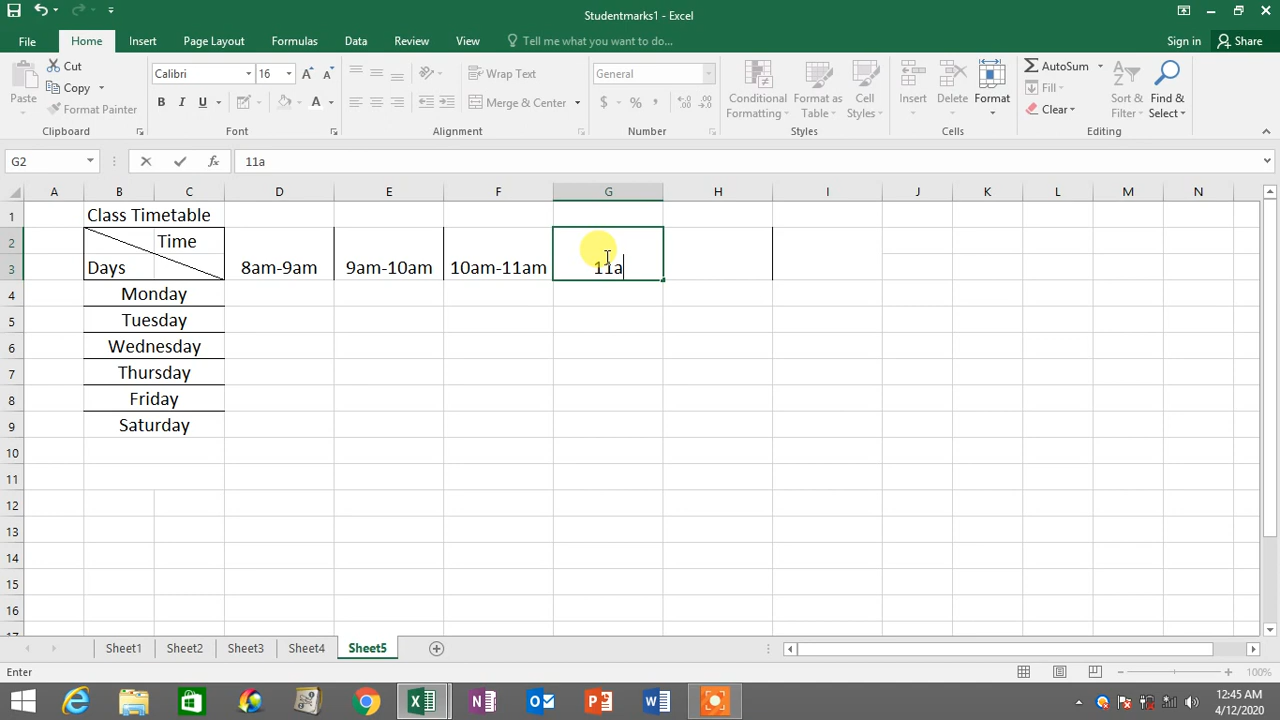 Studentmarks1 - Excel
File Home Insert Page Layout Formulas Data Review View Tell me what you want to do... Sign in Share
Paste Cut Copy Format Painter Clipboard
Calibri 16 A A B I U A Font
Wrap Text Merge & Center Alignment
General $ % , Number
Conditional Formatting Format as Table Cell Styles Styles
Insert Delete Format Cells
AutoSum Fill Clear Sort & Filter Find & Select Editing
G2 fx 11a
A B C D E F G H I J K L M N
1 Class Timetable
2 Time
3 Days 8am-9am 9am-10am 10am-11am 11a
4 Monday
5 Tuesday
6 Wednesday
7 Thursday
8 Friday
9 Saturday
10
11
12
13
14
15
16
17
Sheet1 Sheet2 Sheet3 Sheet4 Sheet5
Enter 100%
12:45 AM
4/12/2020